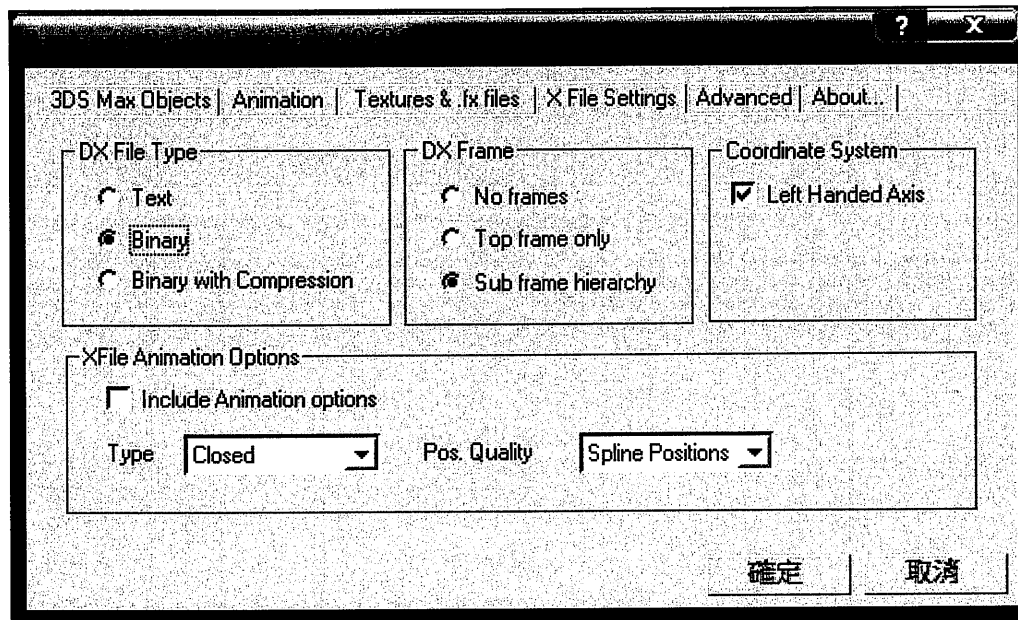 ? X
3DS Max Objects Animation Textures & .fx files X File Settings Advanced About...
DX File Type
Text
Binary
Binary with Compression
DX Frame
No frames
Top frame only
Sub frame hierarchy
Coordinate System
Left Handed Axis
XFile Animation Options
Include Animation options
Type Closed Pos. Quality Spline Positions
確定 取消